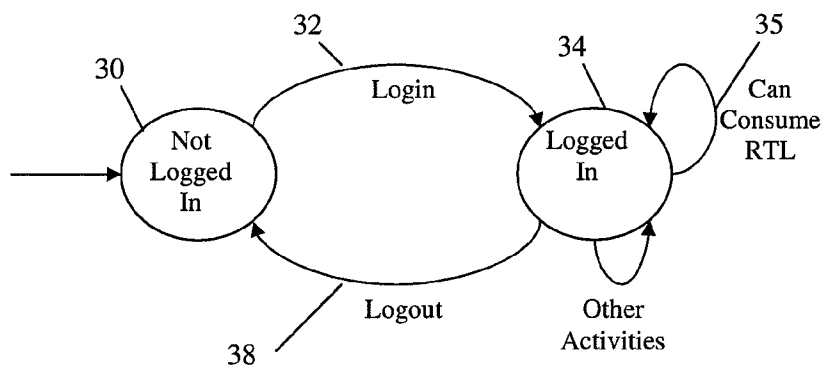 30
32
34
35
Not
Logged
In
Login
Logged
In
Can
Consume
RTL
Logout
Other
Activities
38